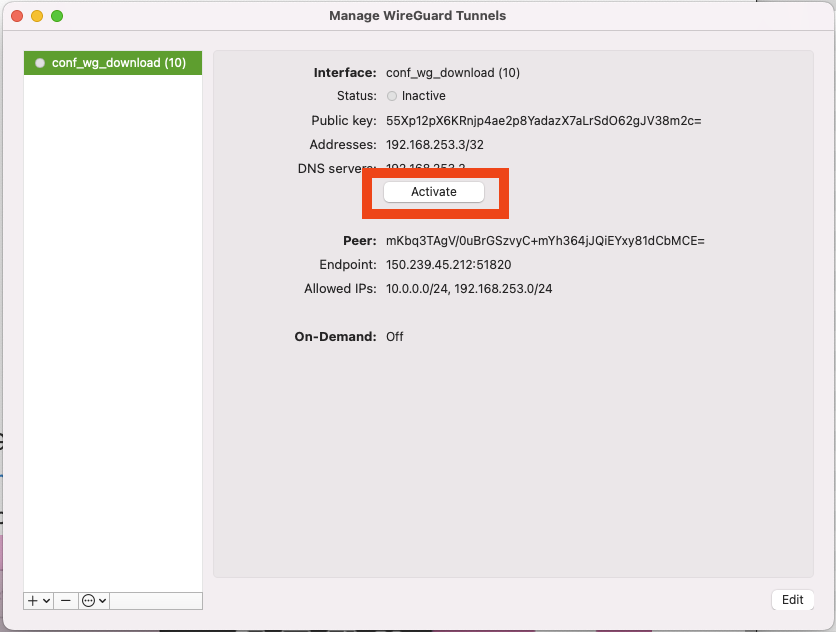 Manage WireGuard Tunnels
conf_wg_download (10)
Interface: conf_wg_download (10)
Status: Inactive
Public key: 55Xp12pX6KRnjp4ae2p8YadazX7aLrSdO62gJV38m2c=
Addresses: 192.168.253.3/32
DNS servers: 192.168.253.2
Activate
Peer: mKbq3TAgV/0uBrGSzvyC+mYh364jJQiEYxy81dCbMCE=
Endpoint: 150.239.45.212:51820
Allowed IPs: 10.0.0.0/24, 192.168.253.0/24
On-Demand: Off
Edit